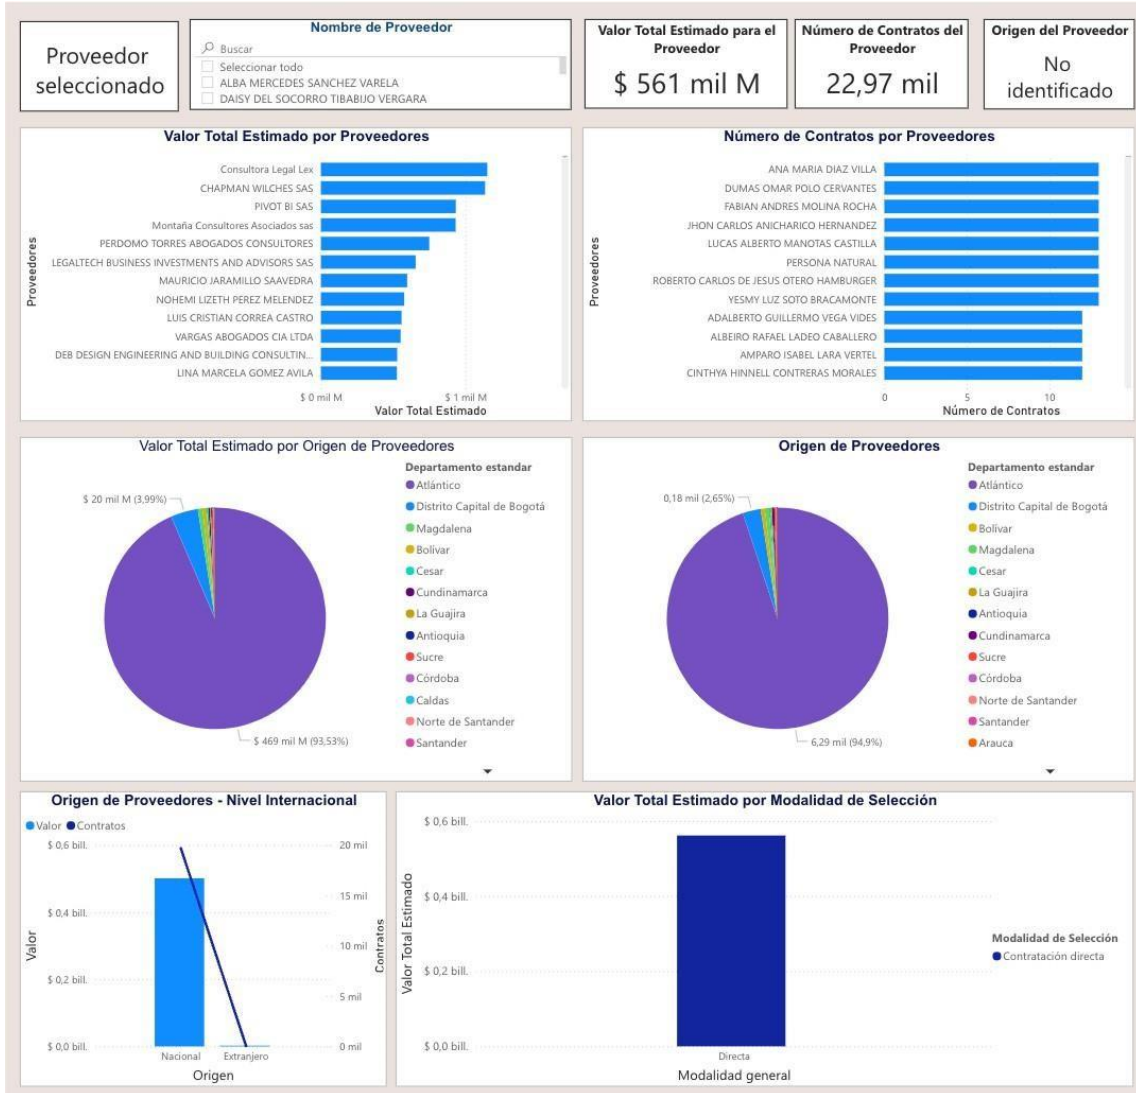 Proveedor
seleccionado
Nombre de Proveedor
Buscar
Seleccionar todo
ALBA MERCEDES SANCHEZ VARELA
DAISY DEL SOCORRO TIBABIJO VERGARA
Valor Total Estimado para el
Proveedor
$ 561 mil M
Número de Contratos del
Proveedor
22,97 mil
Origen del Proveedor
No
identificado
Valor Total Estimado por Proveedores
Proveedores
Consultora Legal Lex
CHAPMAN WILCHES SAS
PIVOT BI SAS
Montaña Consultores Asociados sas
PERDOMO TORRES ABOGADOS CONSULTORES
LEGALTECH BUSINESS INVESTMENTS AND ADVISORS SAS
MAURICIO JARAMILLO SAAVEDRA
NOHEMI LIZETH PEREZ MELENDEZ
LUIS CRISTIAN CORREA CASTRO
VARGAS ABOGADOS CIA LTDA
DEB DESIGN ENGINEERING AND BUILDING CONSULTIN...
LINA MARCELA GOMEZ AVILA
$ 0 mil M $ 1 mil M
Valor Total Estimado
Número de Contratos por Proveedores
Proveedores
ANA MARIA DIAZ VILLA
DUMAS OMAR POLO CERVANTES
FABIAN ANDRES MOLINA ROCHA
JHON CARLOS ANICHARICO HERNANDEZ
LUCAS ALBERTO MANOTAS CASTILLA
PERSONA NATURAL
ROBERTO CARLOS DE JESUS OTERO HAMBURGER
YESMY LUZ SOTO BRACAMONTE
ADALBERTO GUILLERMO VEGA VIDES
ALBEIRO RAFAEL LADEO CABALLERO
AMPARO ISABEL LARA VERTEL
CINTHYA HINNELL CONTRERAS MORALES
0 5 10
Número de Contratos
Valor Total Estimado por Origen de Proveedores
$ 20 mil M (3,99%)
$ 469 mil M (93,53%)
Departamento estandar
Atlántico
Distrito Capital de Bogotá
Magdalena
Bolívar
Cesar
Cundinamarca
La Guajira
Antioquia
Sucre
Córdoba
Caldas
Norte de Santander
Santander
Origen de Proveedores
0,18 mil (2,65%)
6,29 mil (94,9%)
Departamento estandar
Atlántico
Distrito Capital de Bogotá
Bolívar
Magdalena
Cesar
La Guajira
Antioquia
Cundinamarca
Sucre
Córdoba
Norte de Santander
Santander
Arauca
Origen de Proveedores - Nivel Internacional
Valor Contratos
Valor
$ 0,6 bill.
$ 0,4 bill.
$ 0,2 bill.
$ 0,0 bill.
20 mil
15 mil
10 mil
5 mil
0 mil
Contratos
Nacional Extranjero
Origen
Valor Total Estimado por Modalidad de Selección
Valor Total Estimado
$ 0,6 bill.
$ 0,4 bill.
$ 0,2 bill.
$ 0,0 bill.
Directa
Modalidad general
Modalidad de Selección
Contratación directa